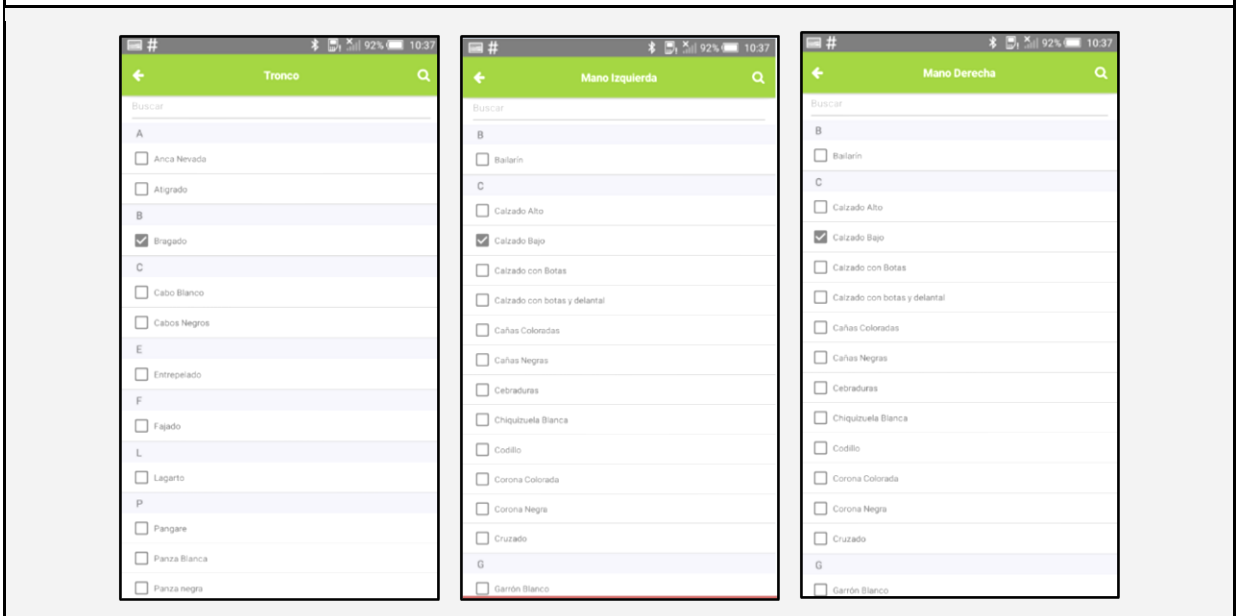 # 92% 10:37
Tronco
Buscar
A
Anca Nevada
Atigrado
B
Bragado
C
Cabo Blanco
Cabos Negros
E
Entrepelado
F
Fajado
L
Lagarto
P
Pangare
Panza Blanca
Panza negra
# 92% 10:37
Mano Izquierda
Buscar
B
Bailarín
C
Calzado Alto
Calzado Bajo
Calzado con Botas
Calzado con botas y delantal
Cañas Coloradas
Cañas Negras
Cebraduras
Chiquizuela Blanca
Codillo
Corona Colorada
Corona Negra
Cruzado
G
Garrón Blanco
# 92% 10:37
Mano Derecha
Buscar
B
Bailarín
C
Calzado Alto
Calzado Bajo
Calzado con Botas
Calzado con botas y delantal
Cañas Coloradas
Cañas Negras
Cebraduras
Chiquizuela Blanca
Codillo
Corona Colorada
Corona Negra
Cruzado
G
Garrón Blanco